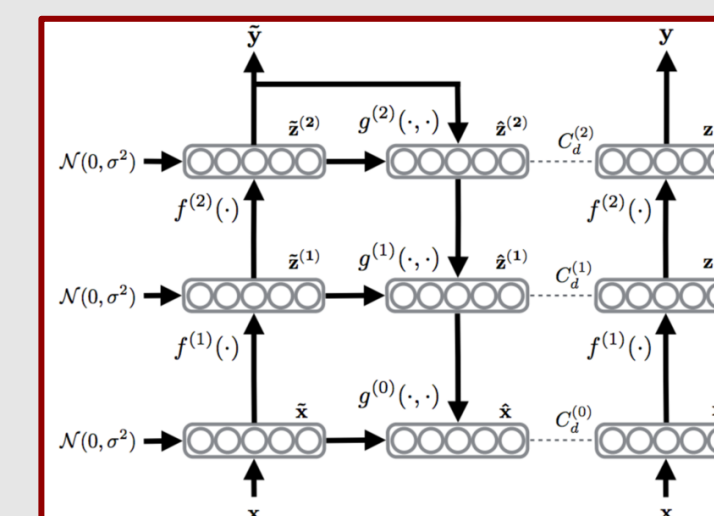 ỹ y
z̃⁽²⁾ g⁽²⁾(·,·) ẑ⁽²⁾ z
𝒩(0, σ²) C_d⁽²⁾
f⁽²⁾(·) f⁽²⁾(·)
z̃⁽¹⁾ g⁽¹⁾(·,·) ẑ⁽¹⁾ z
𝒩(0, σ²) C_d⁽¹⁾
f⁽¹⁾(·) f⁽¹⁾(·)
x̃ g⁽⁰⁾(·,·) x̂
𝒩(0, σ²) C_d⁽⁰⁾
x x